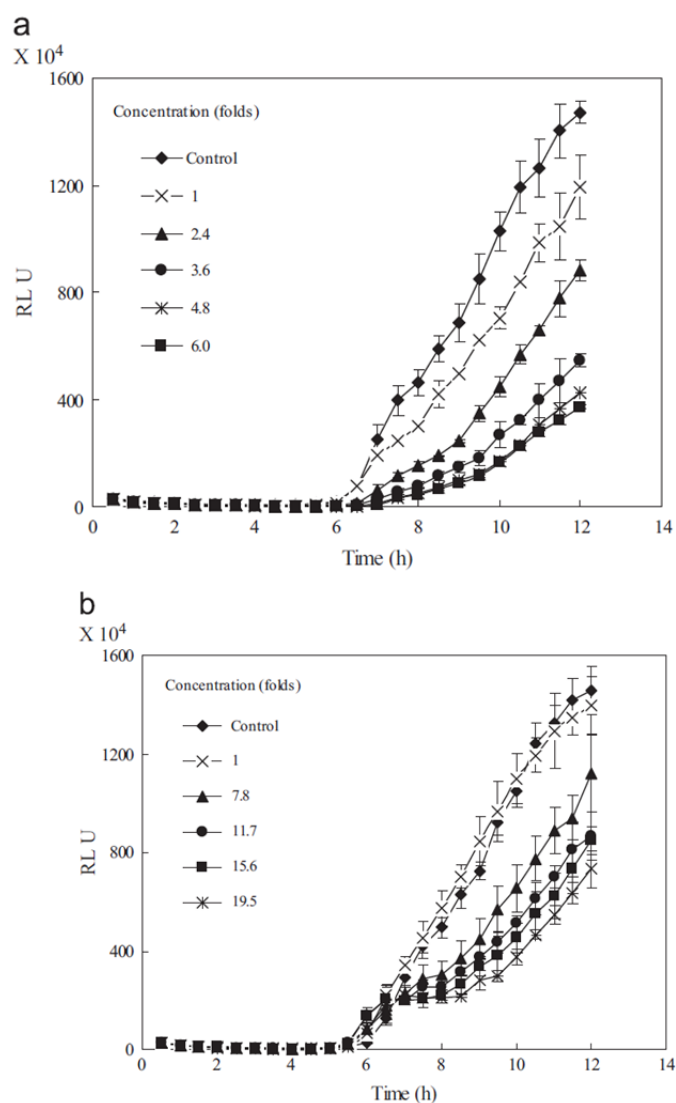 a
X 10⁴
1600
Concentration (folds)
Control
1
1200
2.4
3.6
RL U
800
4.8
6.0
400
0
0 2 4 6 8 10 12 14
Time (h)
b
X 10⁴
1600
Concentration (folds)
Control
1
1200
7.8
11.7
RL U
800
15.6
19.5
400
0
0 2 4 6 8 10 12 14
Time (h)